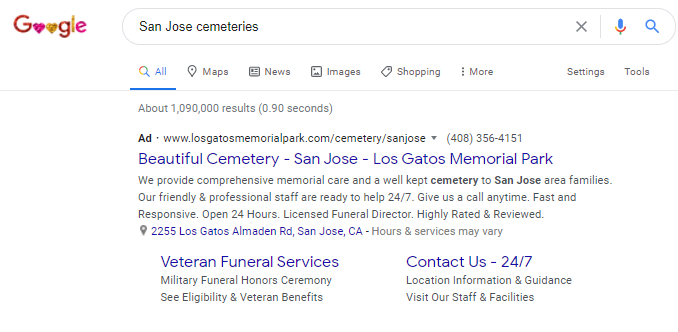 Google
San Jose cemeteries
All Maps News Images Shopping More Settings Tools
About 1,090,000 results (0.90 seconds)
Ad · www.losgatosmemorialpark.com/cemetery/sanjose (408) 356-4151
Beautiful Cemetery - San Jose - Los Gatos Memorial Park
We provide comprehensive memorial care and a well kept cemetery to San Jose area families.
Our friendly & professional staff are ready to help 24/7. Give us a call anytime. Fast and
Responsive. Open 24 Hours. Licensed Funeral Director. Highly Rated & Reviewed.
2255 Los Gatos Almaden Rd, San Jose, CA - Hours & services may vary
Veteran Funeral Services
Military Funeral Honors Ceremony
See Eligibility & Veteran Benefits
Contact Us - 24/7
Location Information & Guidance
Visit Our Staff & Facilities